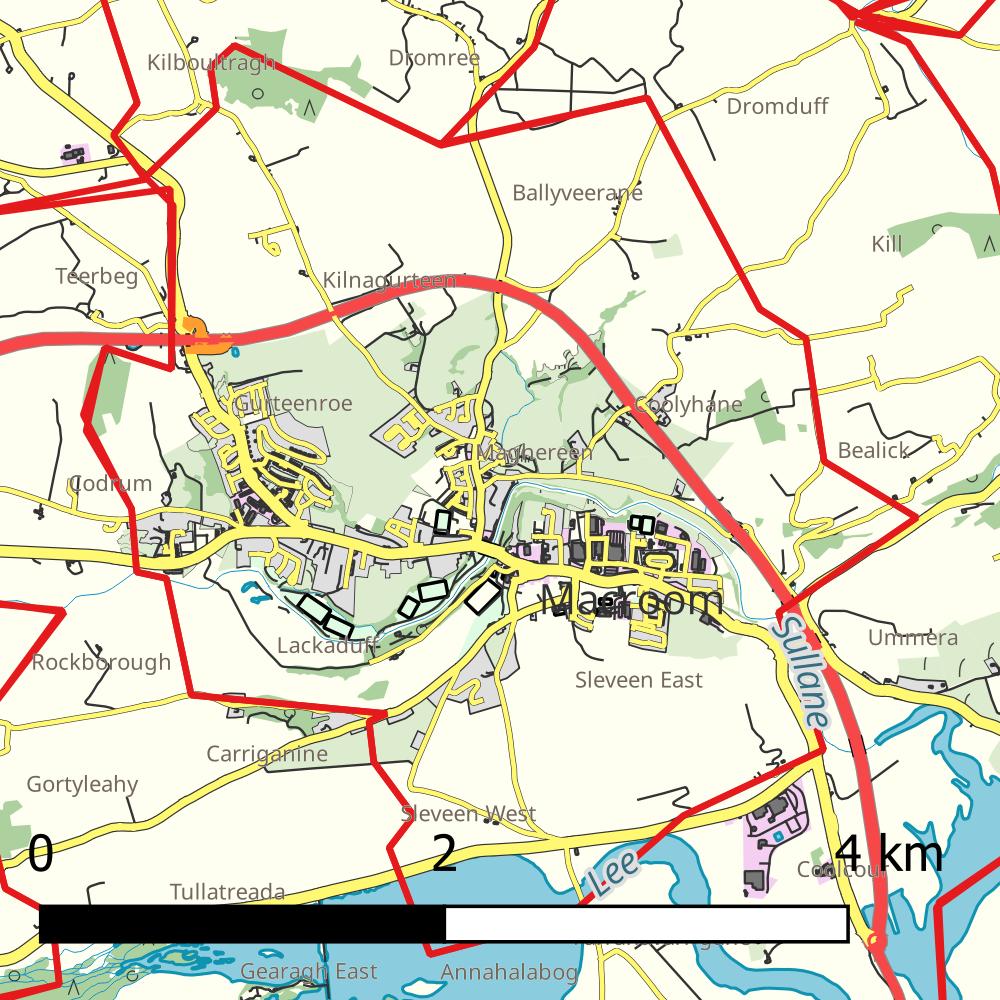 Dromree
Kilboultragh
Dromduff
Ballyveerane
Kill
Teerbeg
Kilnagurteen
Gurteenroe
Coolyhane
Maghereen
Bealick
Codrum
Macroom
Ummera
Lackaduff
Rockborough
Sullane
Sleveen East
Carriganine
Gortyleahy
Sleveen West
0
2
4 km
Lee
Coolcour
Tullatreada
Gearagh East
Annahalabog